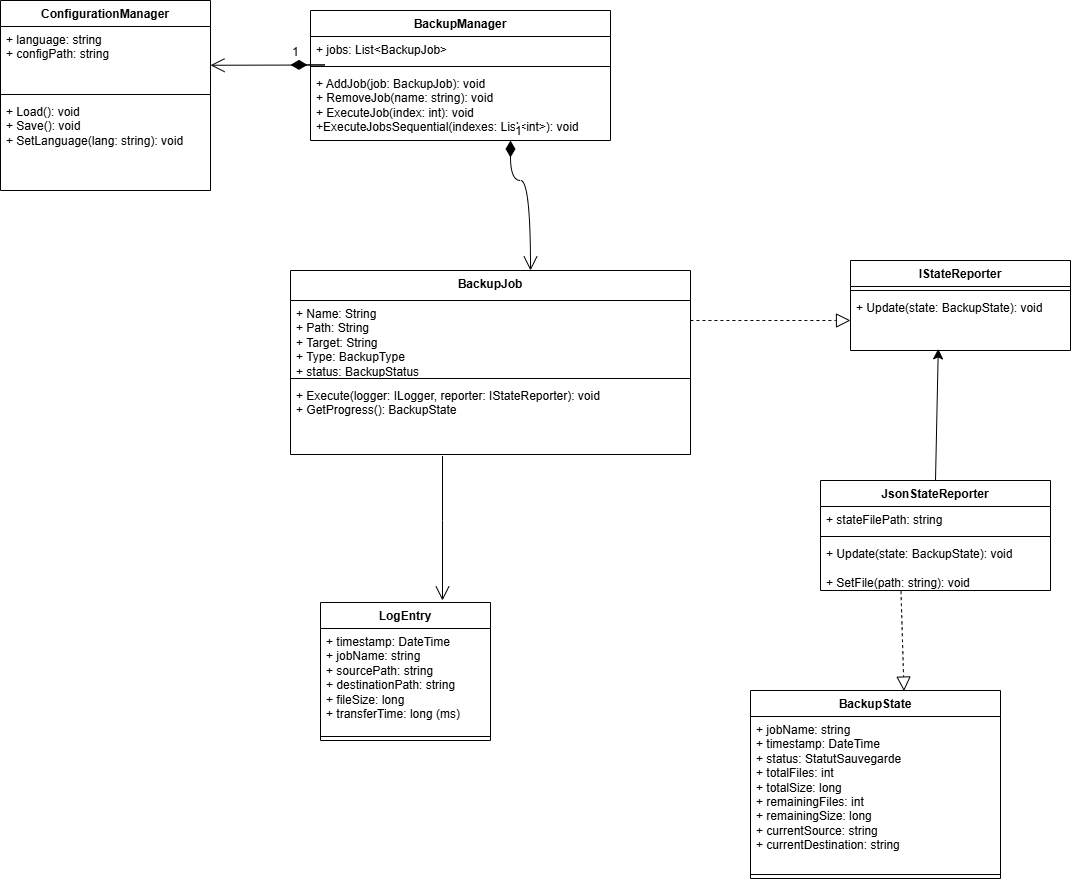 ConfigurationManager
+ language: string
+ configPath: string
+ Load(): void
+ Save(): void
+ SetLanguage(lang: string): void
1
BackupManager
+ jobs: List<BackupJob>
+ AddJob(job: BackupJob): void
+ RemoveJob(name: string): void
+ ExecuteJob(index: int): void
+ExecuteJobsSequential(indexes: List<int>): void
1
BackupJob
+ Name: String
+ Path: String
+ Target: String
+ Type: BackupType
+ status: BackupStatus
+ Execute(logger: ILogger, reporter: IStateReporter): void
+ GetProgress(): BackupState
IStateReporter
+ Update(state: BackupState): void
JsonStateReporter
+ stateFilePath: string
+ Update(state: BackupState): void
+ SetFile(path: string): void
LogEntry
+ timestamp: DateTime
+ jobName: string
+ sourcePath: string
+ destinationPath: string
+ fileSize: long
+ transferTime: long (ms)
BackupState
+ jobName: string
+ timestamp: DateTime
+ status: StatutSauvegarde
+ totalFiles: int
+ totalSize: long
+ remainingFiles: int
+ remainingSize: long
+ currentSource: string
+ currentDestination: string